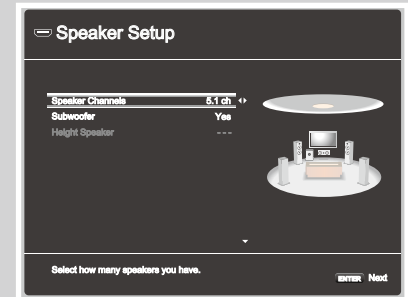 Speaker Setup
Speaker Channels 5.1 ch
Subwoofer Yes
Height Speaker ---
Select how many speakers you have.
ENTER Next